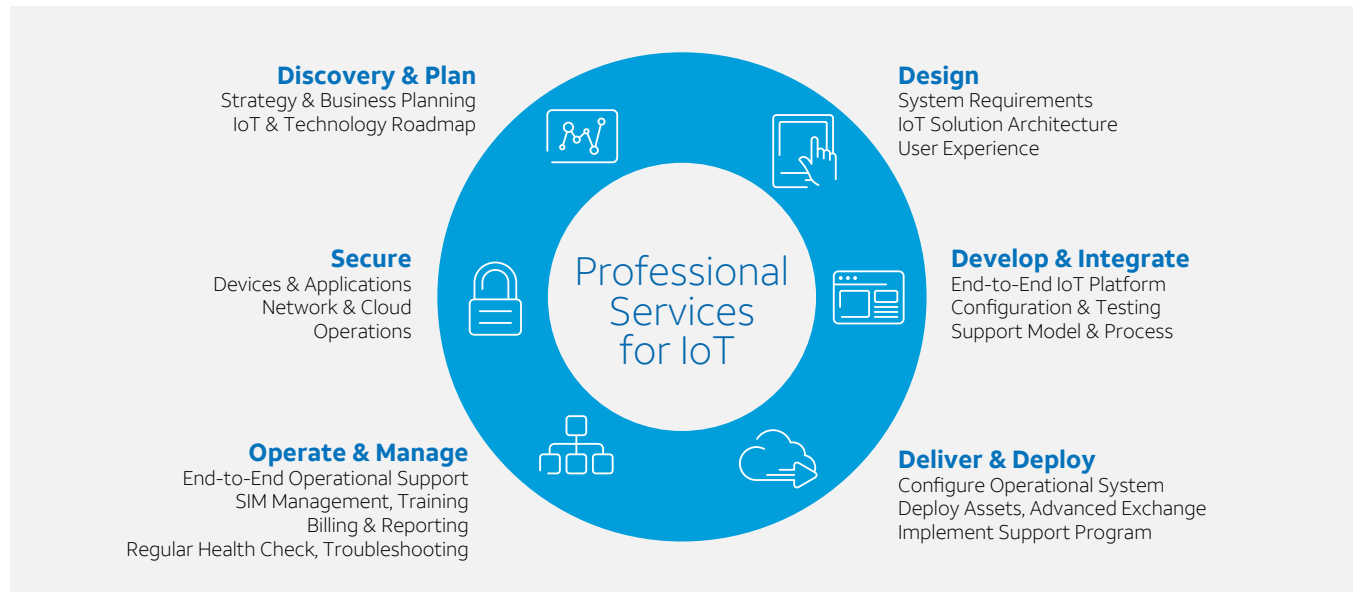 Discovery & Plan
Strategy & Business Planning
IoT & Technology Roadmap
Design
System Requirements
IoT Solution Architecture
User Experience
Secure
Devices & Applications
Network & Cloud
Operations
Professional
Services
for IoT
Develop & Integrate
End-to-End IoT Platform
Configuration & Testing
Support Model & Process
Operate & Manage
End-to-End Operational Support
SIM Management, Training
Billing & Reporting
Regular Health Check, Troubleshooting
Deliver & Deploy
Configure Operational System
Deploy Assets, Advanced Exchange
Implement Support Program